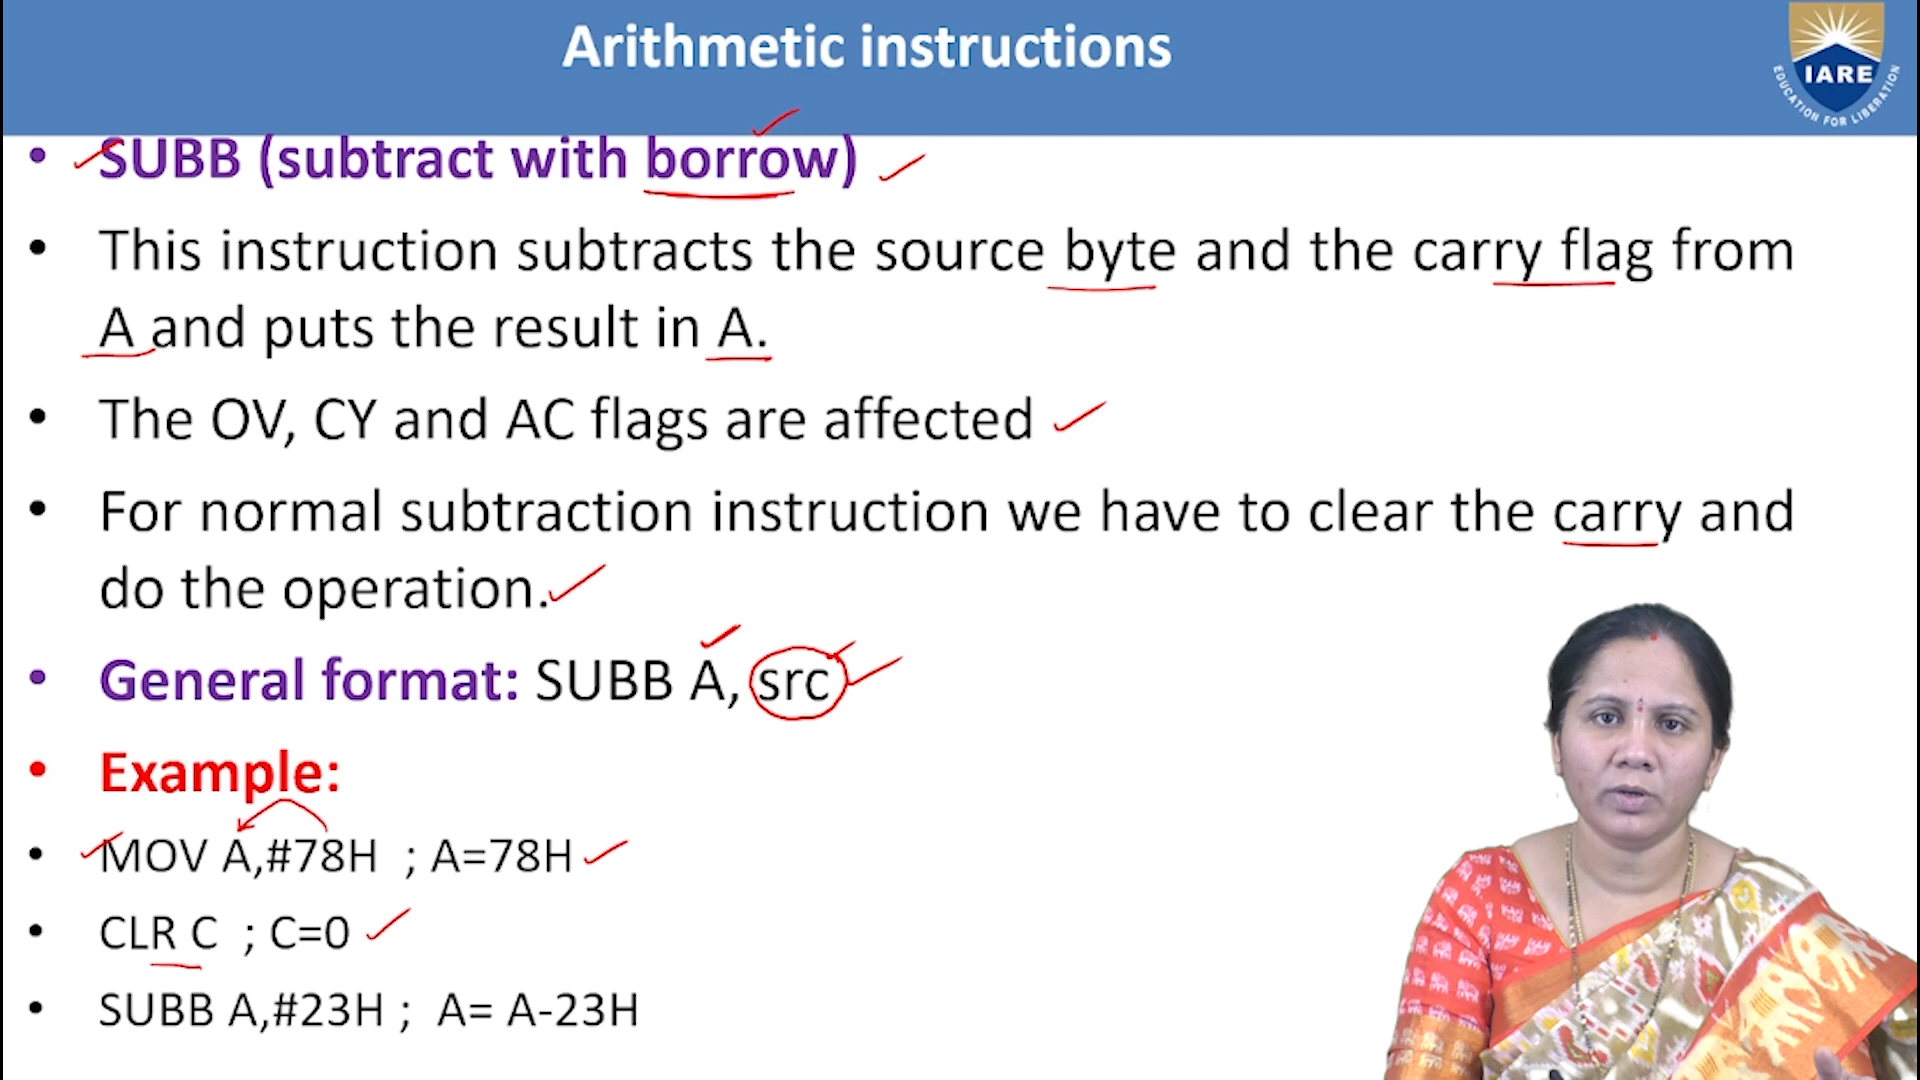 Arithmetic instructions
IARE
EDUCATION FOR LIBERATION
• SUBB (subtract with borrow)
• This instruction subtracts the source byte and the carry flag from
A and puts the result in A.
• The OV, CY and AC flags are affected
• For normal subtraction instruction we have to clear the carry and
do the operation.
• General format: SUBB A, src
• Example:
• MOV A,#78H ; A=78H
• CLR C ; C=0
• SUBB A,#23H ; A= A-23H